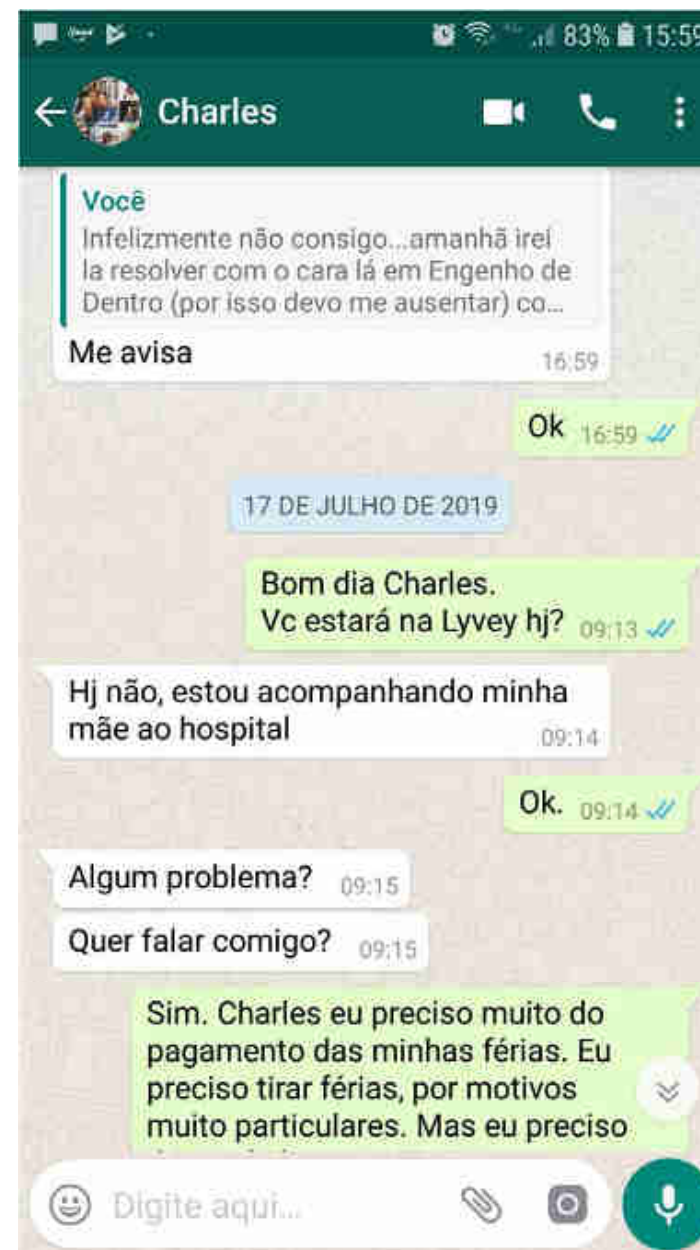 83% 15:59
Charles
Você
Infelizmente não consigo...amanhã irei
la resolver com o cara lá em Engenho de
Dentro (por isso devo me ausentar) co...
Me avisa 16:59
Ok 16:59
17 DE JULHO DE 2019
Bom dia Charles.
Vc estará na Lyvey hj? 09:13
Hj não, estou acompanhando minha
mãe ao hospital 09:14
Ok. 09:14
Algum problema? 09:15
Quer falar comigo? 09:15
Sim. Charles eu preciso muito do
pagamento das minhas férias. Eu
preciso tirar férias, por motivos
muito particulares. Mas eu preciso
Digite aqui...